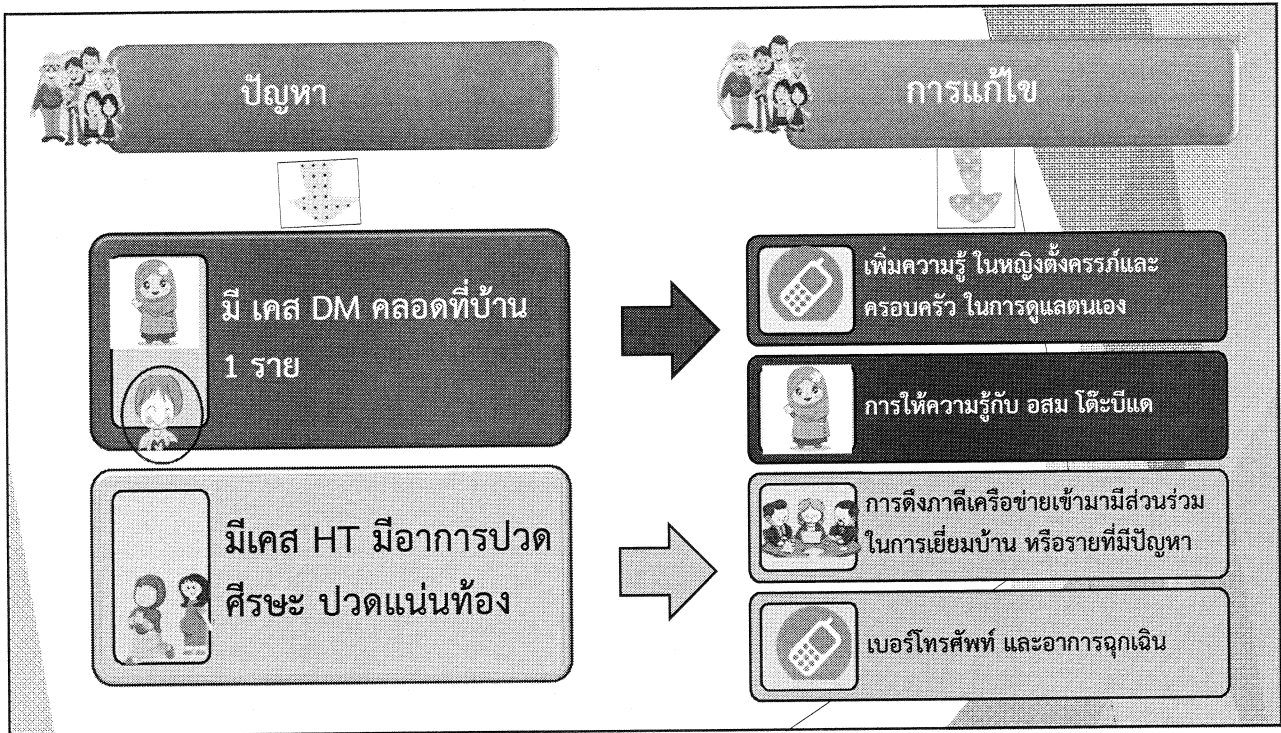 ปัญหา
มี เคส DM คลอดที่บ้าน
1 ราย
มีเคส HT มีอาการปวด
ศีรษะ ปวดแน่นท้อง
การแก้ไข
เพิ่มความรู้ ในหญิงตั้งครรภ์และ
ครอบครัว ในการดูแลตนเอง
การให้ความรู้กับ อสม โต๊ะบีแด
การดึงภาคีเครือข่ายเข้ามามีส่วนร่วม
ในการเยี่ยมบ้าน หรือรายที่มีปัญหา
เบอร์โทรศัพท์ และอาการฉุกเฉิน